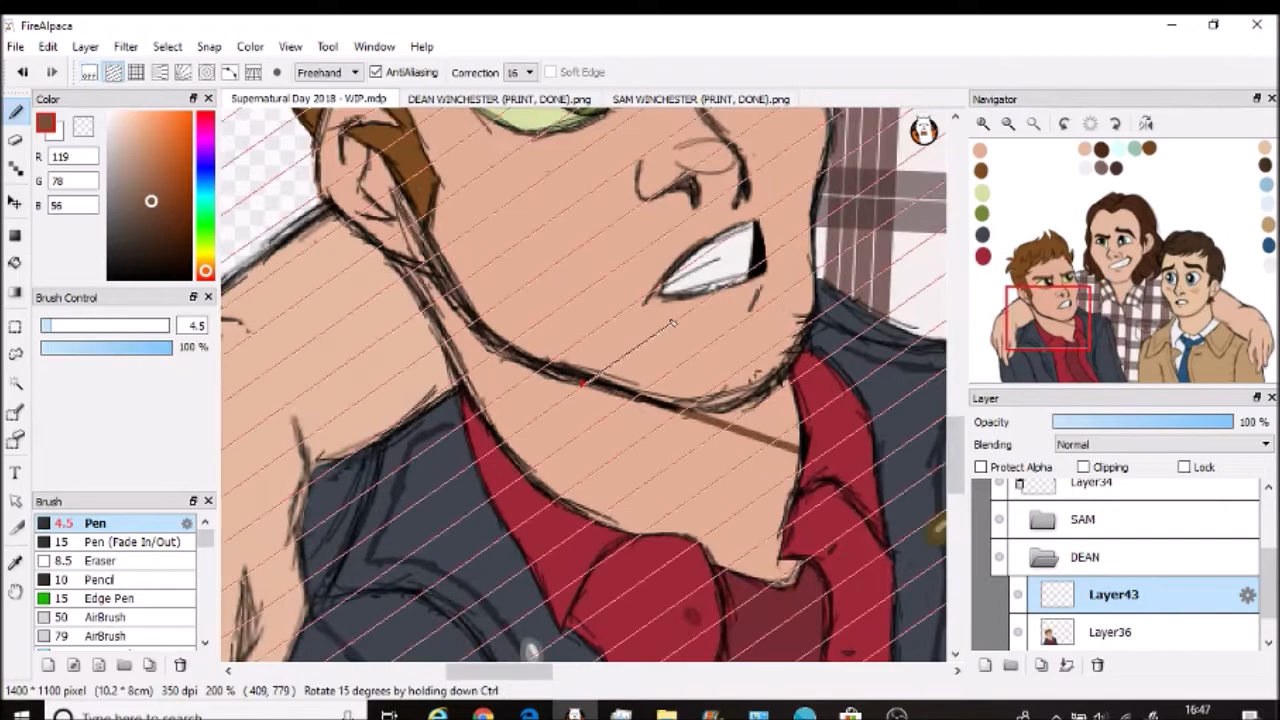 FireAlpaca
File Edit Layer Filter Select Snap Color View Tool Window Help
Freehand AntiAliasing Correction 16 Soft Edge
Color
Supernatural Day 2018 - WIP.mdp DEAN WINCHESTER (PRINT, DONE).png SAM WINCHESTER (PRINT, DONE).png
Navigator
R 119
G 78
B 56
Brush Control
4.5
100 %
Brush
4.5 Pen
15 Pen (Fade In/Out)
8.5 Eraser
10 Pencil
15 Edge Pen
50 AirBrush
79 AirBrush
Layer
Opacity 100 %
Blending Normal
Protect Alpha Clipping Lock
Layer34
SAM
DEAN
Layer43
Layer36
1400 * 1100 pixel (10.2 * 8cm) 350 dpi 200 % ( 409, 779 ) Rotate 15 degrees by holding down Ctrl
Type here to search
16:47